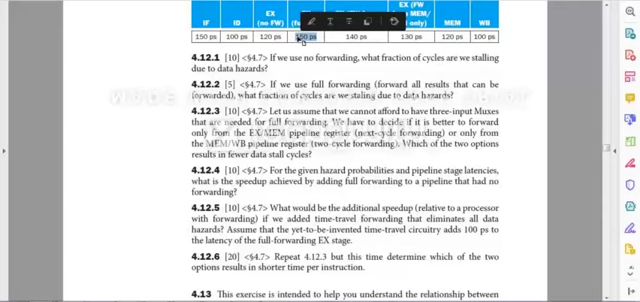 EX (FW
IF ID EX (no FW) from MEM/ only) MEM WB
150 ps 100 ps 120 ps 150 ps 140 ps 130 ps 120 ps 100 ps
4.12.1 [10] <§4.7> If we use no forwarding, what fraction of cycles are we stalling
due to data hazards?
4.12.2 [5] <§4.7> If we use full forwarding (forward all results that can be
forwarded), what fraction of cycles are we staling due to data hazards?
4.12.3 [10] <§4.7> Let us assume that we cannot afford to have three-input Muxes
that are needed for full forwarding. We have to decide if it is better to forward
only from the EX/MEM pipeline register (next-cycle forwarding) or only from
the MEM/WB pipeline register (two-cycle forwarding). Which of the two options
results in fewer data stall cycles?
4.12.4 [10] <§4.7> For the given hazard probabilities and pipeline stage latencies,
what is the speedup achieved by adding full forwarding to a pipeline that had no
forwarding?
4.12.5 [10] <§4.7> What would be the additional speedup (relative to a processor
with forwarding) if we added time-travel forwarding that eliminates all data
hazards? Assume that the yet-to-be-invented time-travel circuitry adds 100 ps to
the latency of the full-forwarding EX stage.
4.12.6 [20] <§4.7> Repeat 4.12.3 but this time determine which of the two
options results in shorter time per instruction.
4.13 This exercise is intended to help you understand the relationship between